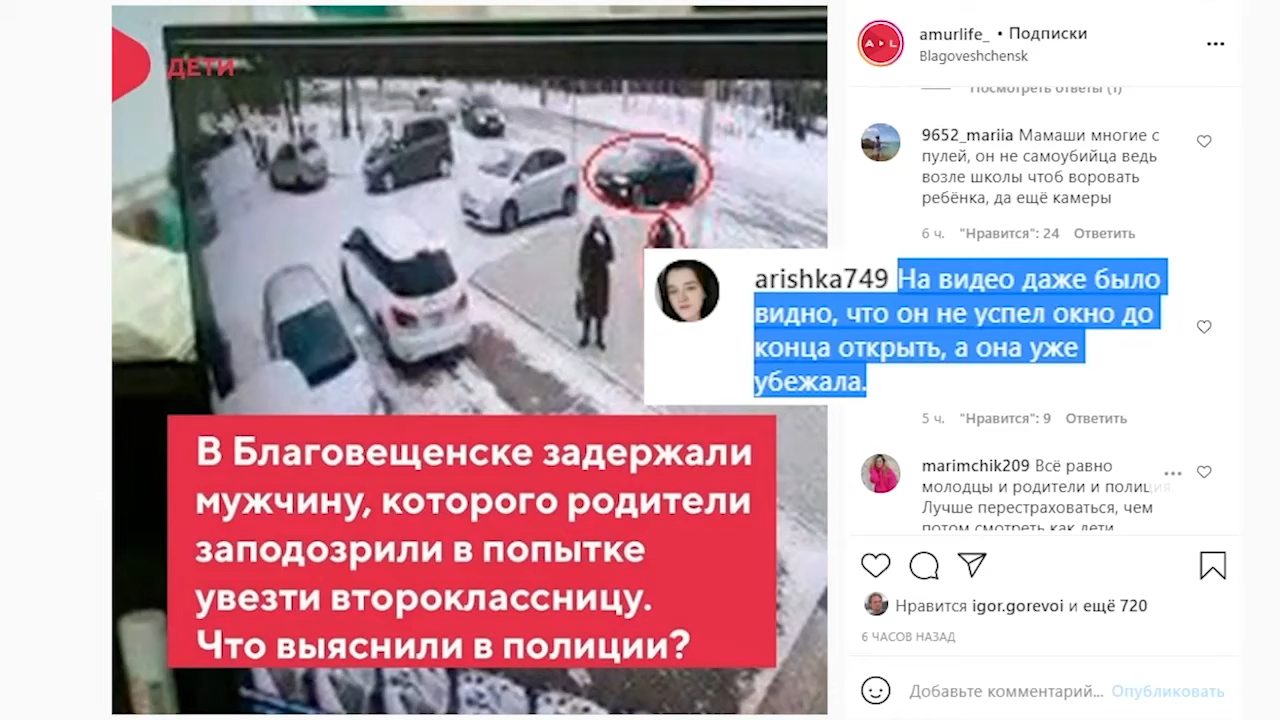 ДЕТИ
В Благовещенске задержали
мужчину, которого родители
заподозрили в попытке
увезти второклассницу.
Что выяснили в полиции?
A L
amurlife_ • Подписки
Blagoveshchensk
Посмотреть ответы (1)
9652_mariia Мамаши многие с
пулей, он не самоубийца ведь
возле школы чтоб воровать
ребёнка, да ещё камеры
6 ч. "Нравится": 24 Ответить
arishka749 На видео даже было
видно, что он не успел окно до
конца открыть, а она уже
убежала.
5 ч. "Нравится": 9 Ответить
marimchik209 Всё равно
молодцы и родители и полиция
Лучше перестраховаться, чем
потом смотреть как дети
Нравится igor.gorevoi и ещё 720
6 ЧАСОВ НАЗАД
Добавьте комментарий... Опубликовать